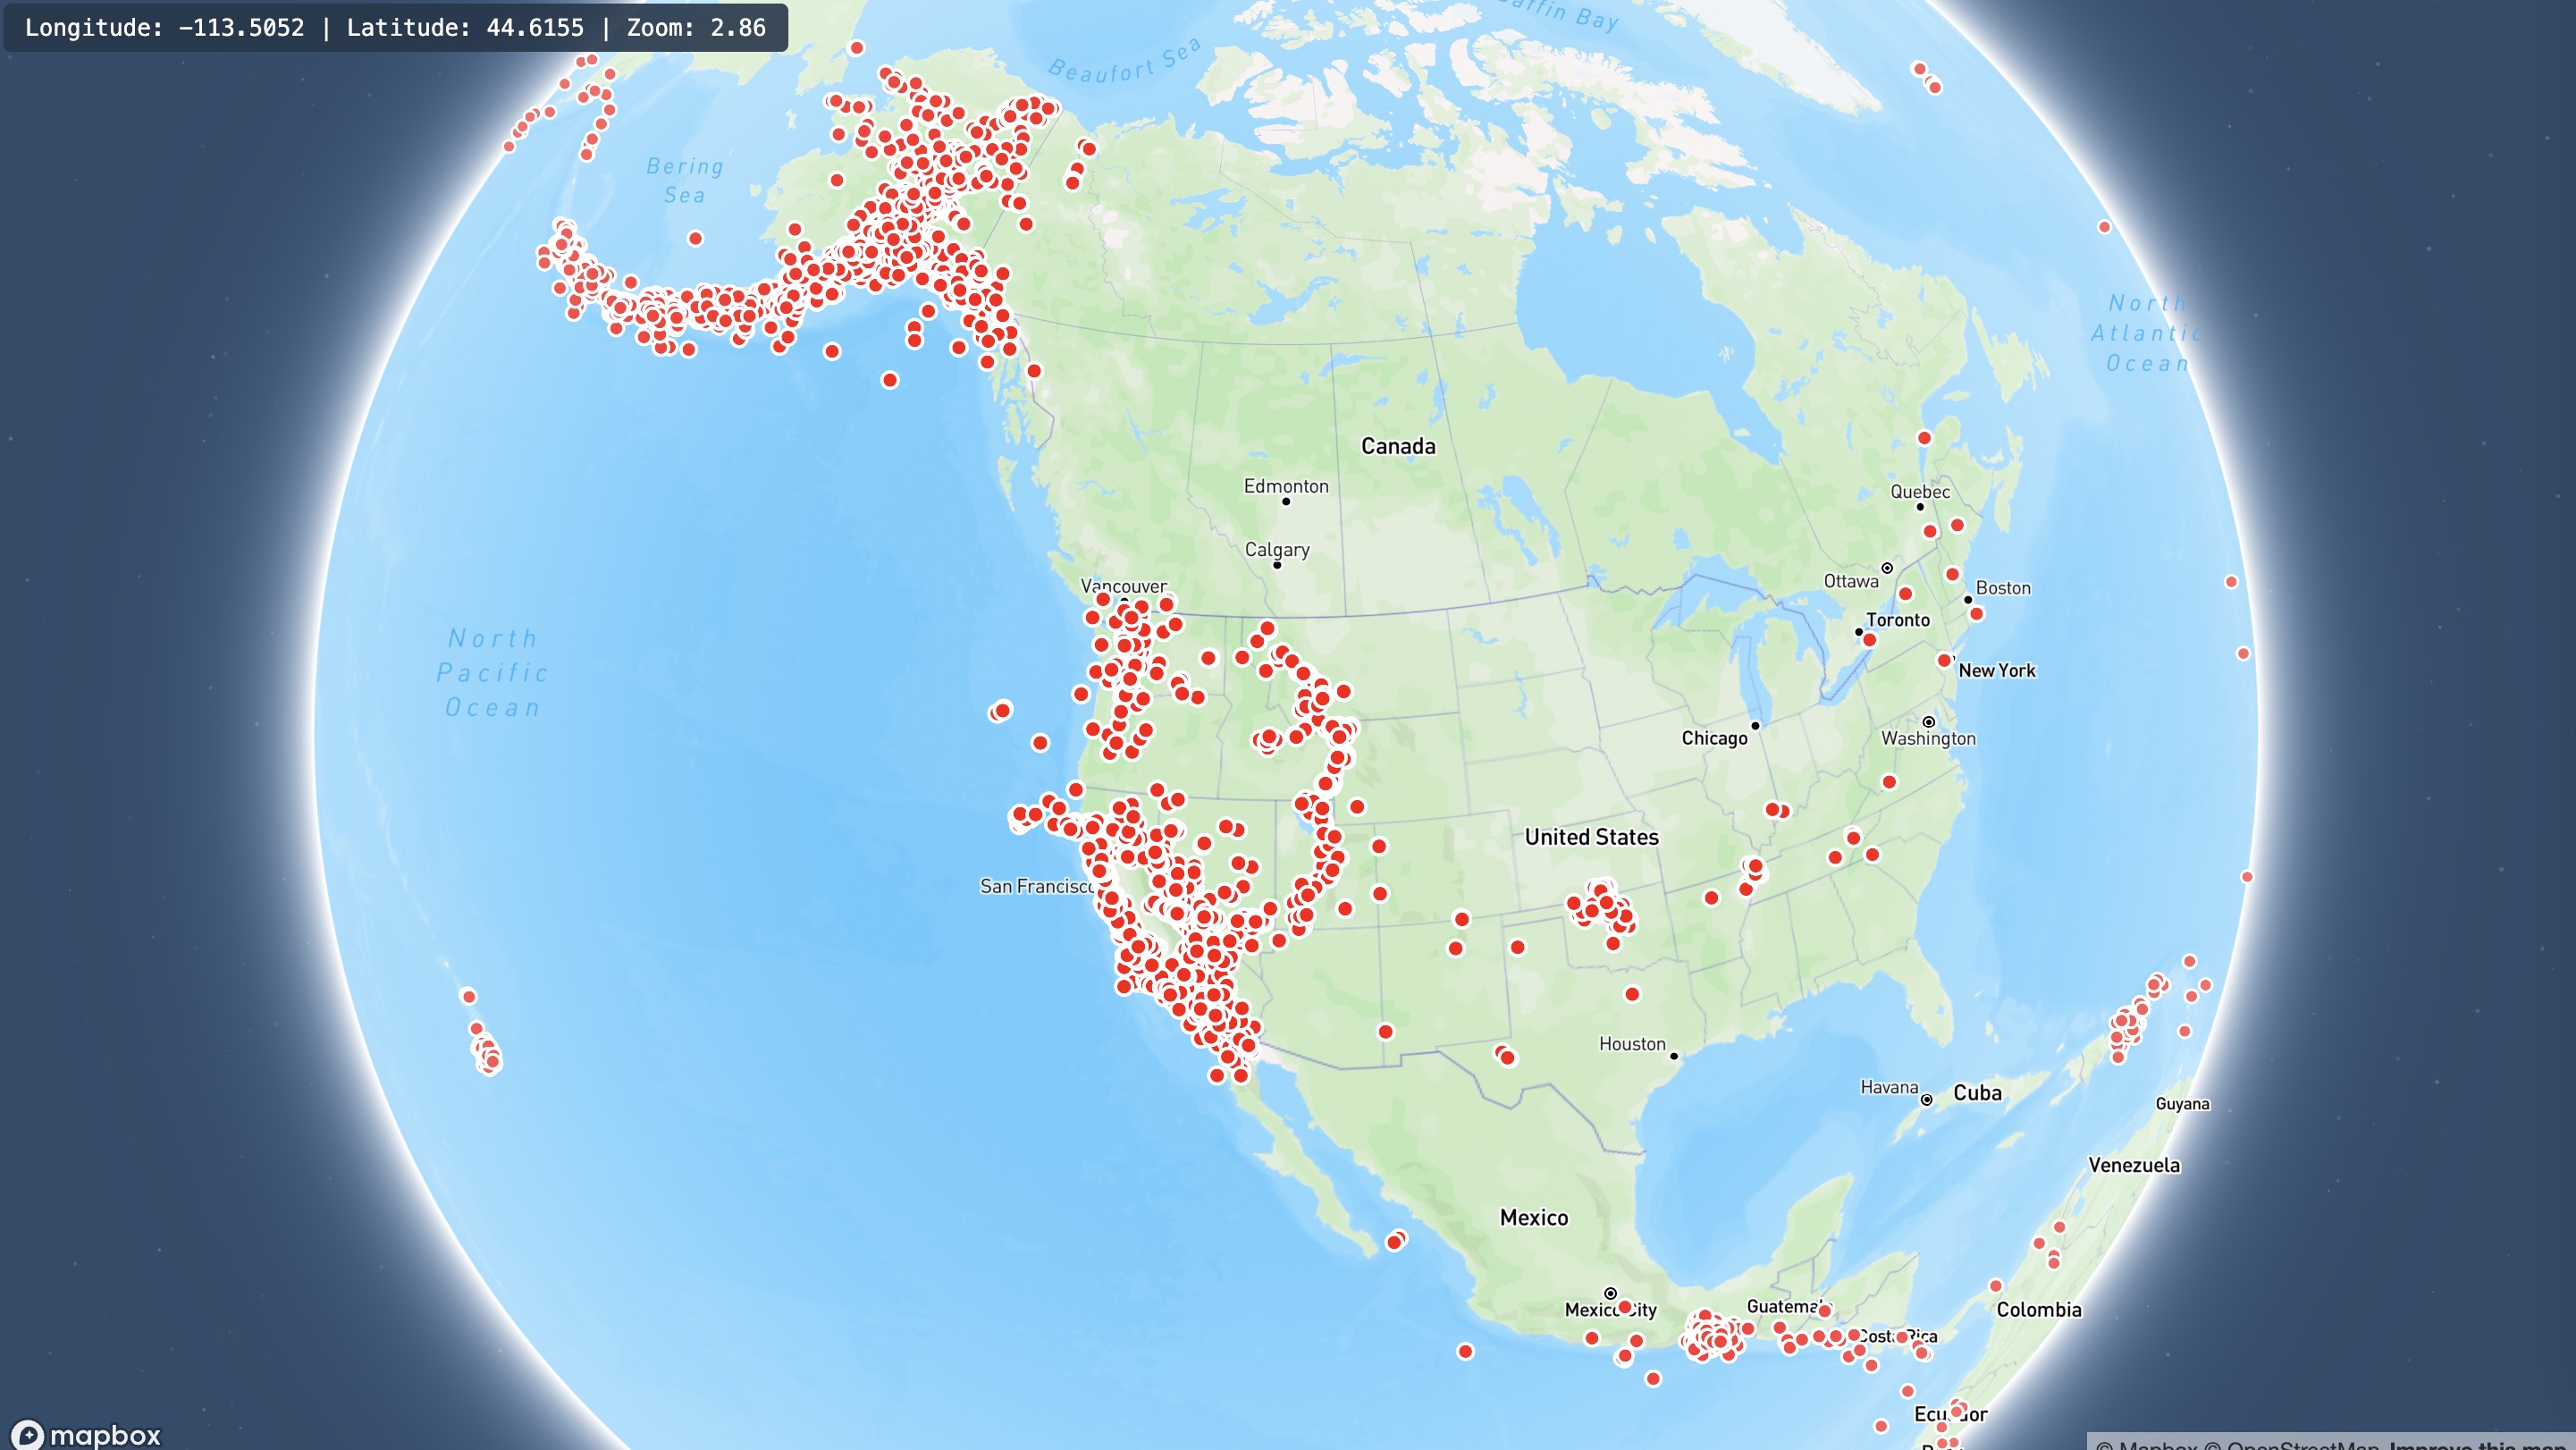 Longitude: -113.5052 | Latitude: 44.6155 | Zoom: 2.86
Baffin Bay
Beaufort Sea
Bering
Sea
North
Atlantic
Ocean
Canada
Edmonton
Quebec
Calgary
Vancouver
Ottawa
Boston
Toronto
North
Pacific
Ocean
New York
Chicago
Washington
United States
San Francisco
Houston
Havana
Cuba
Guyana
Venezuela
Mexico
Mexico City
Guatemala
Colombia
Costa Rica
Ecuador
mapbox
© Mapbox © OpenStreetMap Improve this map